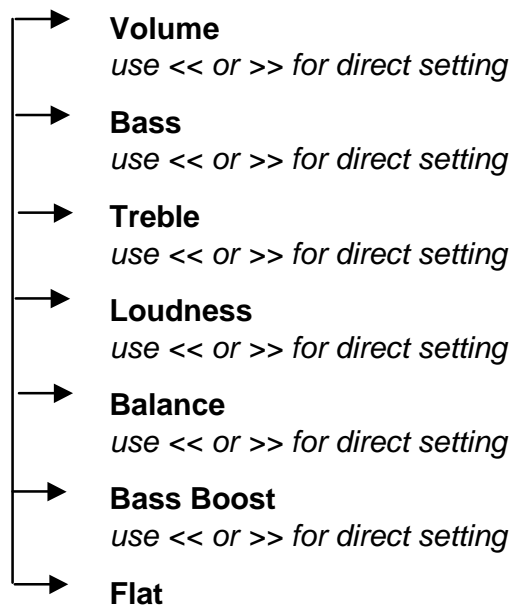 Volume
use << or >> for direct setting
Bass
use << or >> for direct setting
Treble
use << or >> for direct setting
Loudness
use << or >> for direct setting
Balance
use << or >> for direct setting
Bass Boost
use << or >> for direct setting
Flat